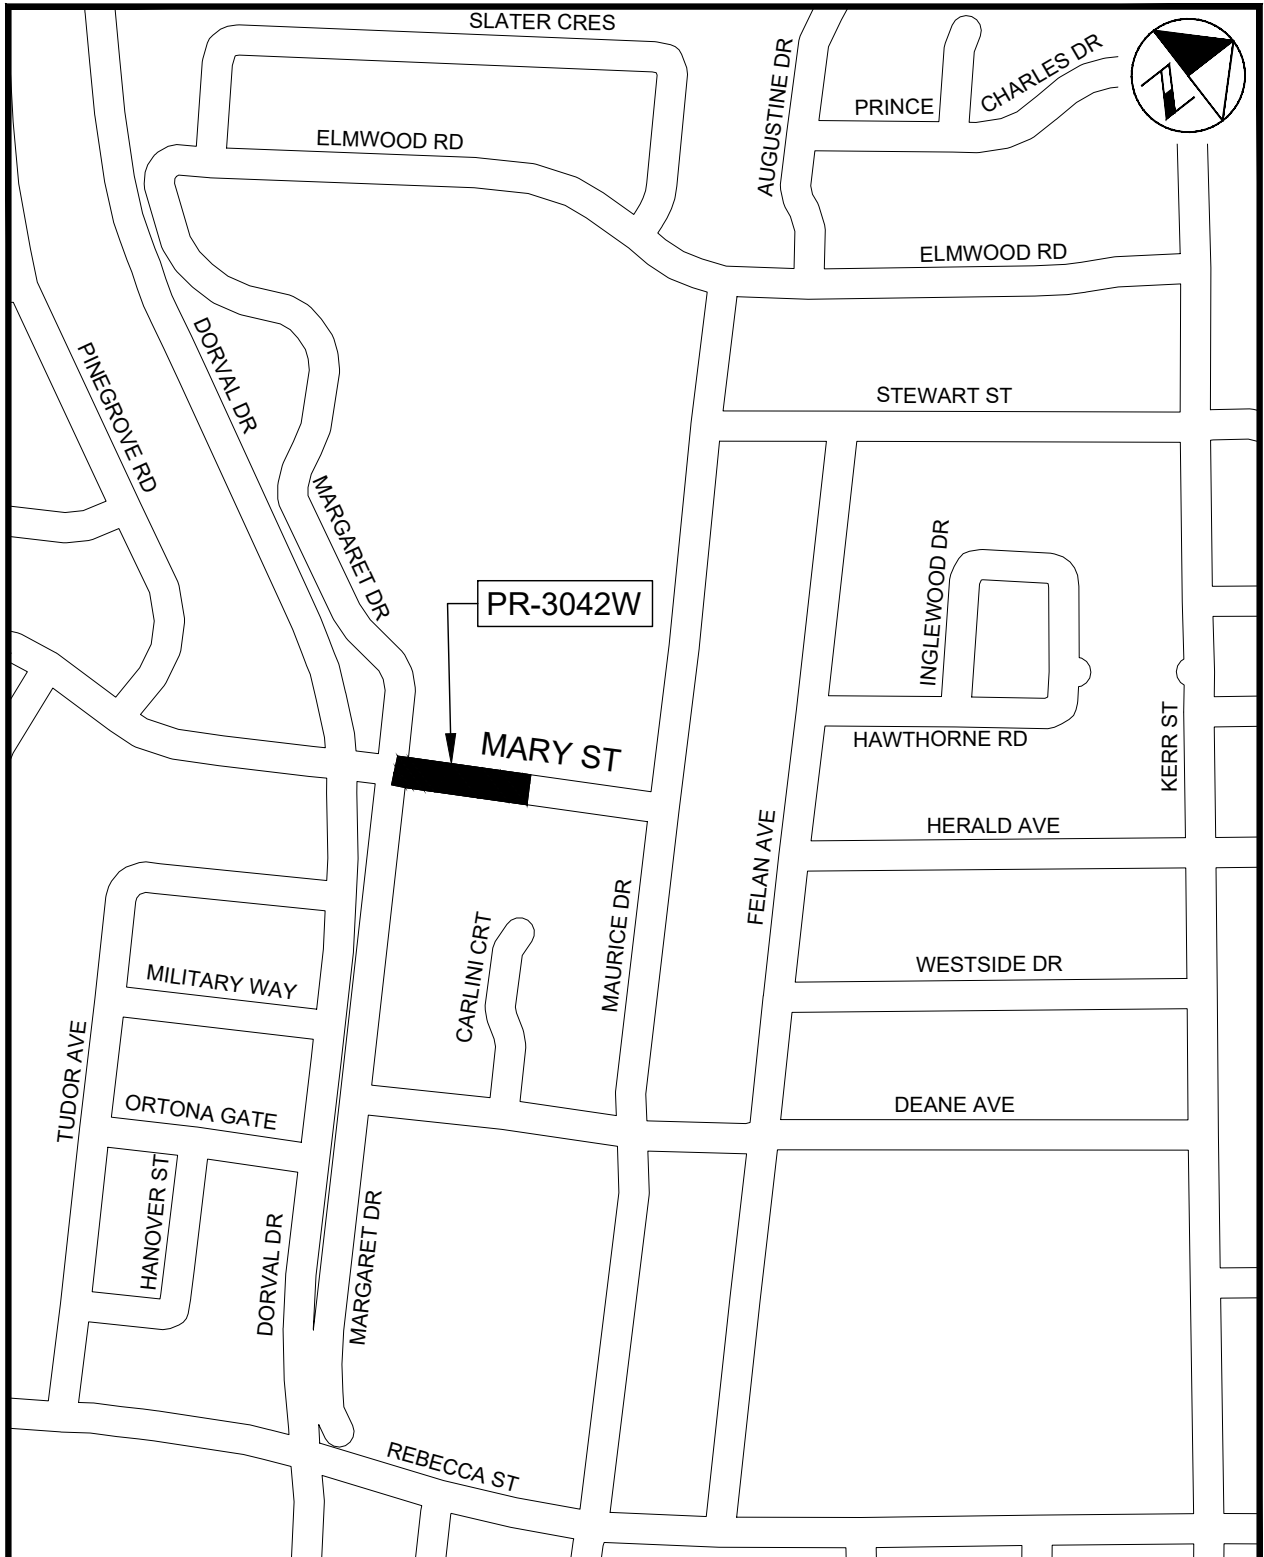 SLATER CRES
AUGUSTINE DR
PRINCE
CHARLES DR
ELMWOOD RD
ELMWOOD RD
DORVAL DR
PINEGROVE RD
STEWART ST
MARGARET DR
INGLEWOOD DR
PR-3042W
MARY ST
HAWTHORNE RD
KERR ST
HERALD AVE
FELAN AVE
MAURICE DR
CARLINI CRT
WESTSIDE DR
MILITARY WAY
TUDOR AVE
ORTONA GATE
DEANE AVE
HANOVER ST
DORVAL DR
MARGARET DR
REBECCA ST